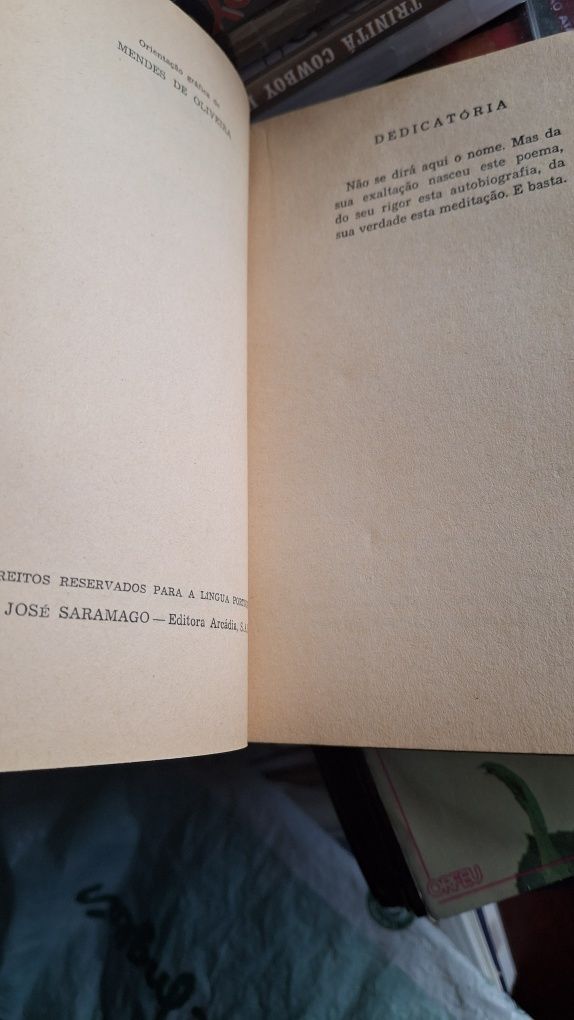 Orientação gráfica de
MENDES DE OLIVEIRA
REITOS RESERVADOS PARA A LÍNGUA
JOSÉ SARAMAGO — Editora Arcádia, S.
DEDICATÓRIA
Não se dirá aqui o nome. Mas da
sua exaltação nasceu este poema,
do seu rigor esta autobiografia, da
sua verdade esta meditação. E basta.
TRINITÀ COWBOY
ORFEU